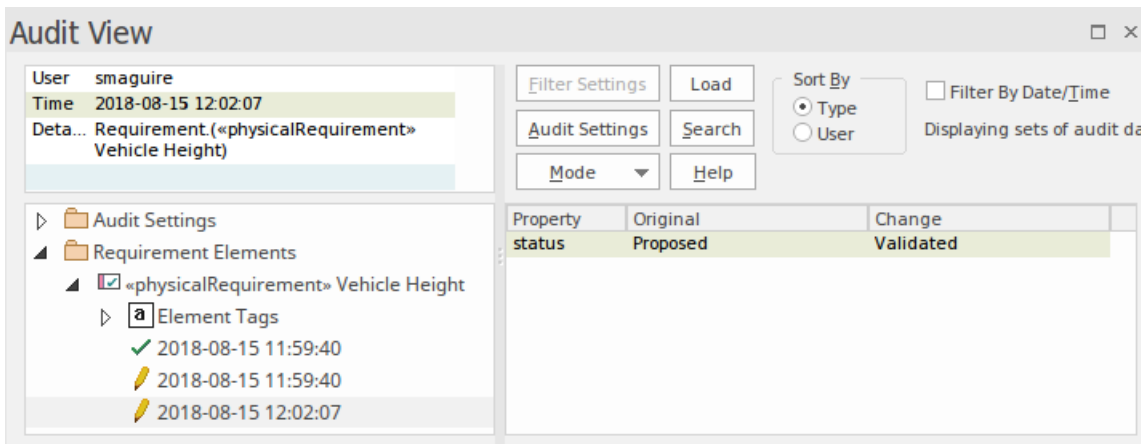 Audit View
User smaguire
Time 2018-08-15 12:02:07
Deta... Requirement.(«physicalRequirement»
Vehicle Height)
Filter Settings Load
Audit Settings Search
Mode Help
Sort By
Type
User
Filter By Date/Time
Displaying sets of audit da
Audit Settings
Requirement Elements
«physicalRequirement» Vehicle Height
a Element Tags
2018-08-15 11:59:40
2018-08-15 11:59:40
2018-08-15 12:02:07
Property Original Change
status Proposed Validated